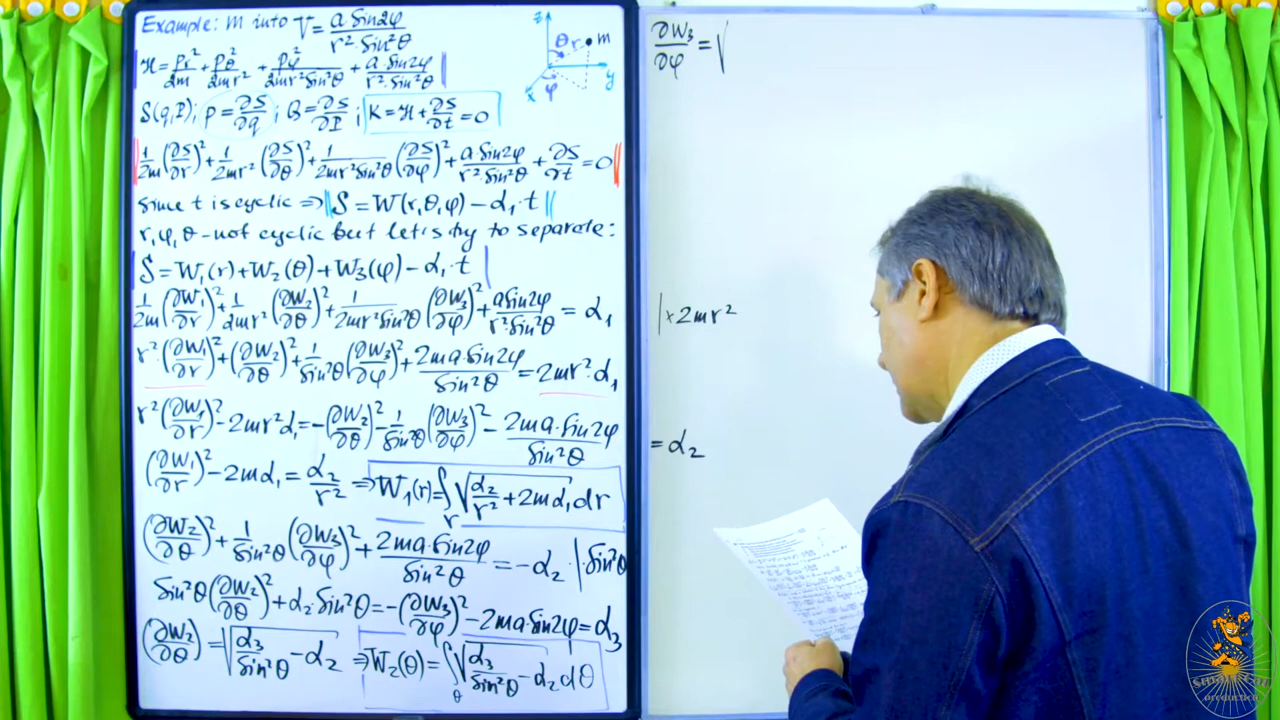 Example: m into V = a·Sin2φ / r²·Sin²θ
z θ r m y x φ
ℋ = pr²/2m + pθ²/2mr² + pφ²/2mr²Sin²θ + a·Sin2φ/r²·Sin²θ
S(q,P); p = ∂S/∂q; Q = ∂S/∂P; K = ℋ + ∂S/∂t = 0
1/2m (∂S/∂r)² + 1/2mr² (∂S/∂θ)² + 1/2mr²Sin²θ (∂S/∂φ)² + a·Sin2φ/r²·Sin²θ + ∂S/∂t = 0
Since t is cyclic ⇒ S = W(r,θ,φ) − α₁·t
r, φ, θ - not cyclic but let's try to separate:
S = W₁(r) + W₂(θ) + W₃(φ) − α₁·t
1/2m (∂W₁/∂r)² + 1/2mr² (∂W₂/∂θ)² + 1/2mr²Sin²θ (∂W₃/∂φ)² + aSin2φ/r²·Sin²θ = α₁ |×2mr²
r² (∂W₁/∂r)² + (∂W₂/∂θ)² + 1/Sin²θ (∂W₃/∂φ)² + 2ma·Sin2φ/Sin²θ = 2mr²·α₁
r² (∂W₁/∂r)² − 2mr²α₁ = −(∂W₂/∂θ)² − 1/Sin²θ (∂W₃/∂φ)² − 2ma·Sin2φ/Sin²θ = α₂
(∂W₁/∂r)² − 2mα₁ = α₂/r² ⇒ W₁(r) = ∫r √(α₂/r² + 2mα₁) dr
(∂W₂/∂θ)² + 1/Sin²θ (∂W₃/∂φ)² + 2ma·Sin2φ/Sin²θ = −α₂ |·Sin²θ
Sin²θ (∂W₂/∂θ)² + α₂·Sin²θ = −(∂W₃/∂φ)² − 2ma·Sin2φ = α₃
(∂W₂/∂θ) = √(α₃/Sin²θ − α₂) ⇒ W₂(θ) = ∫θ √(α₃/Sin²θ − α₂) dθ
∂W₃/∂φ = √